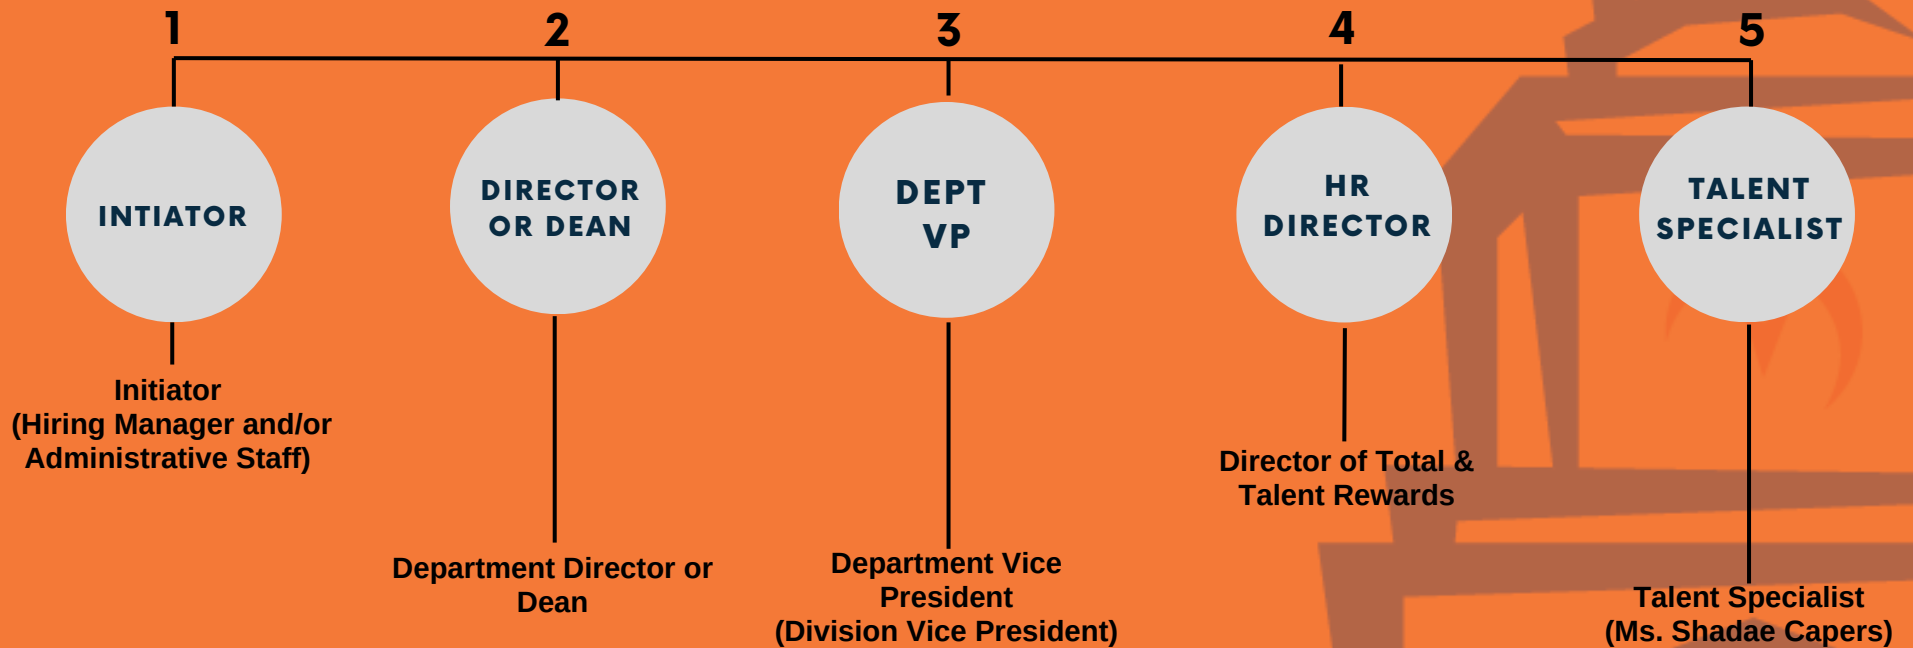 1
2
3
4
5
INTIATOR
DIRECTOR
OR DEAN
DEPT
VP
HR
DIRECTOR
TALENT
SPECIALIST
Initiator
(Hiring Manager and/or
Administrative Staff)
Department Director or
Dean
Department Vice
President
(Division Vice President)
Director of Total &
Talent Rewards
Talent Specialist
(Ms. Shadae Capers)